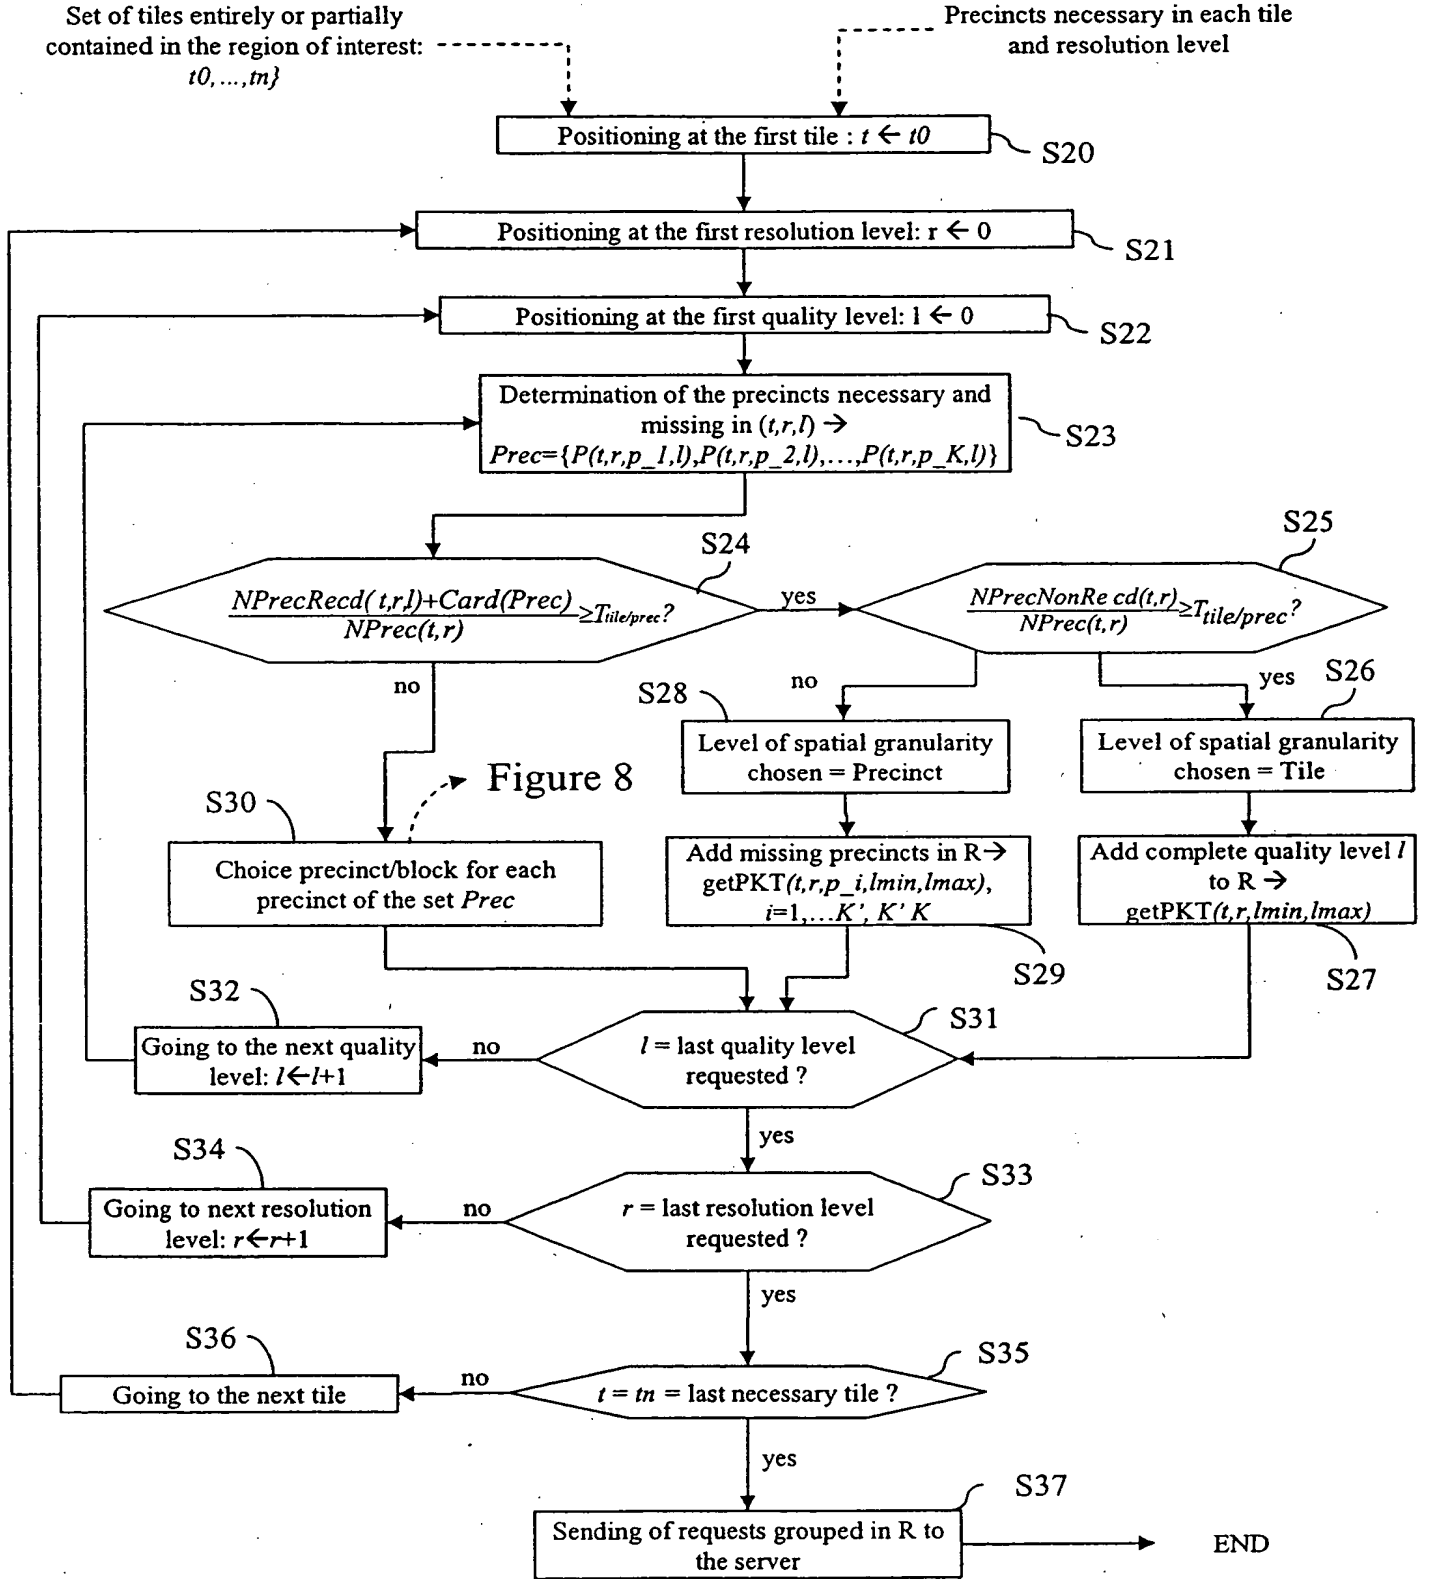 Set of tiles entirely or partially
contained in the region of interest:
t0,...,tn}
Precincts necessary in each tile
and resolution level
Positioning at the first tile : t ← t0
S20
Positioning at the first resolution level: r ← 0
S21
Positioning at the first quality level: l ← 0
S22
Determination of the precincts necessary and
missing in (t,r,l) →
Prec={P(t,r,p_1,l),P(t,r,p_2,l),...,P(t,r,p_K,l)}
S23
S24
NPrecRecd( t,r,l)+Card(Prec)
NPrec(t,r)
≥Ttile/prec?
yes
no
S25
NPrecNonRe cd(t,r)
NPrec(t,r)
≥Ttile/prec?
no
yes
S28
Level of spatial granularity
chosen = Precinct
S26
Level of spatial granularity
chosen = Tile
Figure 8
S30
Choice precinct/block for each
precinct of the set Prec
Add missing precincts in R→
getPKT(t,r,p_i,lmin,lmax),
i=1,...K', K' K
S29
Add complete quality level l
to R →
getPKT(t,r,lmin,lmax)
S27
S32
Going to the next quality
level: l←l+1
no
S31
l = last quality level
requested ?
yes
S34
Going to next resolution
level: r←r+1
no
S33
r = last resolution level
requested ?
yes
S36
Going to the next tile
no
S35
t = tn = last necessary tile ?
yes
S37
Sending of requests grouped in R to
the server
END